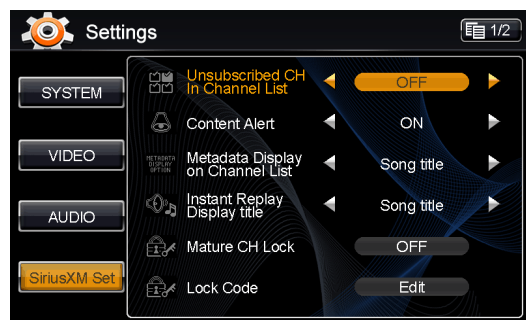 Settings
1/2
SYSTEM
VIDEO
AUDIO
SiriusXM Set
Unsubscribed CH
In Channel List
OFF
Content Alert
ON
METADATA
DISPLAY
OPTION
Metadata Display
on Channel List
Song title
Instant Replay
Display title
Song title
Mature CH Lock
OFF
Lock Code
Edit